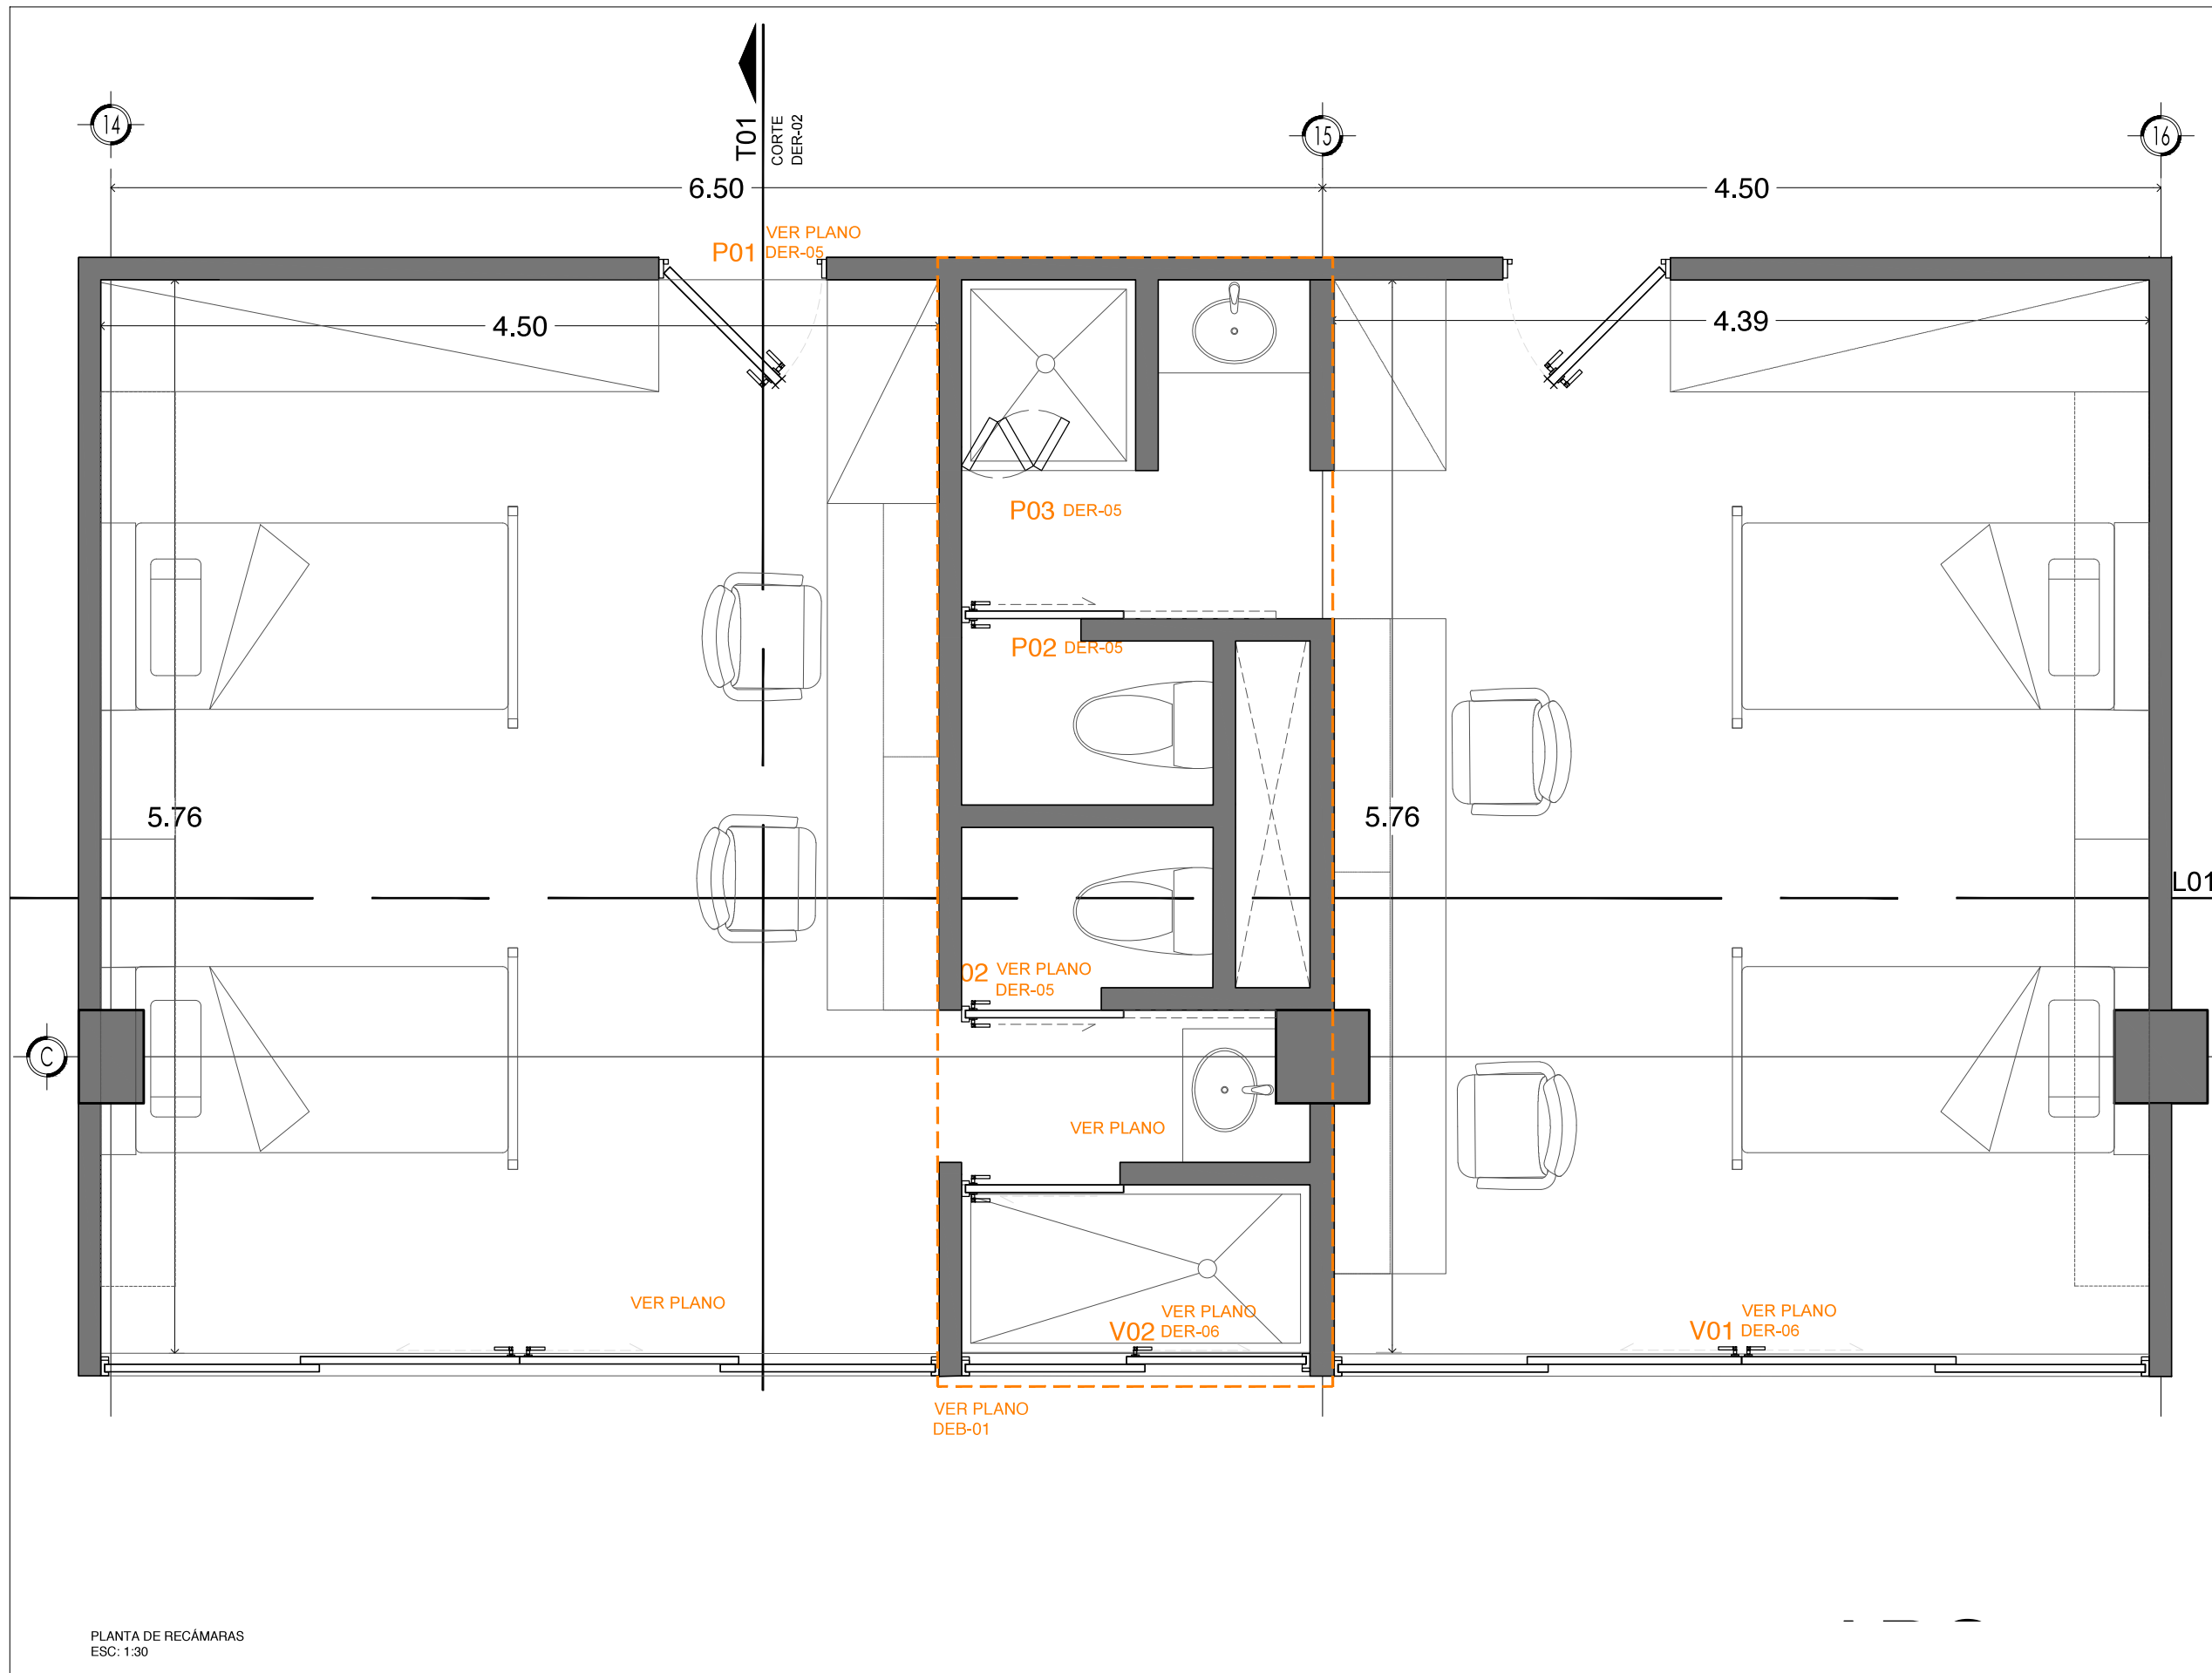 14
T01
CORTE
DER-02
15
16
6.50
4.50
VER PLANO
P01 DER-05
4.50
4.39
P03 DER-05
P02 DER-05
5.76
5.76
L01
02 VER PLANO
DER-05
C
VER PLANO
VER PLANO
VER PLANO
V02 DER-06
VER PLANO
V01 DER-06
VER PLANO
DEB-01
PLANTA DE RECÁMARAS
ESC: 1:30